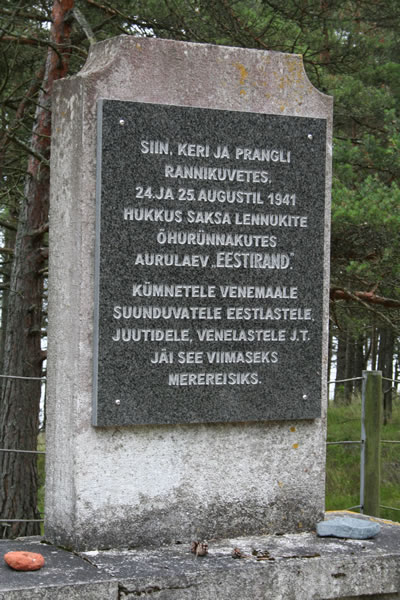 SIIN, KERI JA PRANGLI
RANNIKUVETES,
24. JA 25. AUGUSTIL 1941
HUKKUS SAKSA LENNUKITE
ÕHURÜNNAKUTES
AURULAEV „EESTIRAND".
KÜMNETELE VENEMAALE
SUUNDUVATELE EESTLASTELE,
JUUTIDELE, VENELASTELE J.T.
JÄI SEE VIIMASEKS
MEREREISIKS.